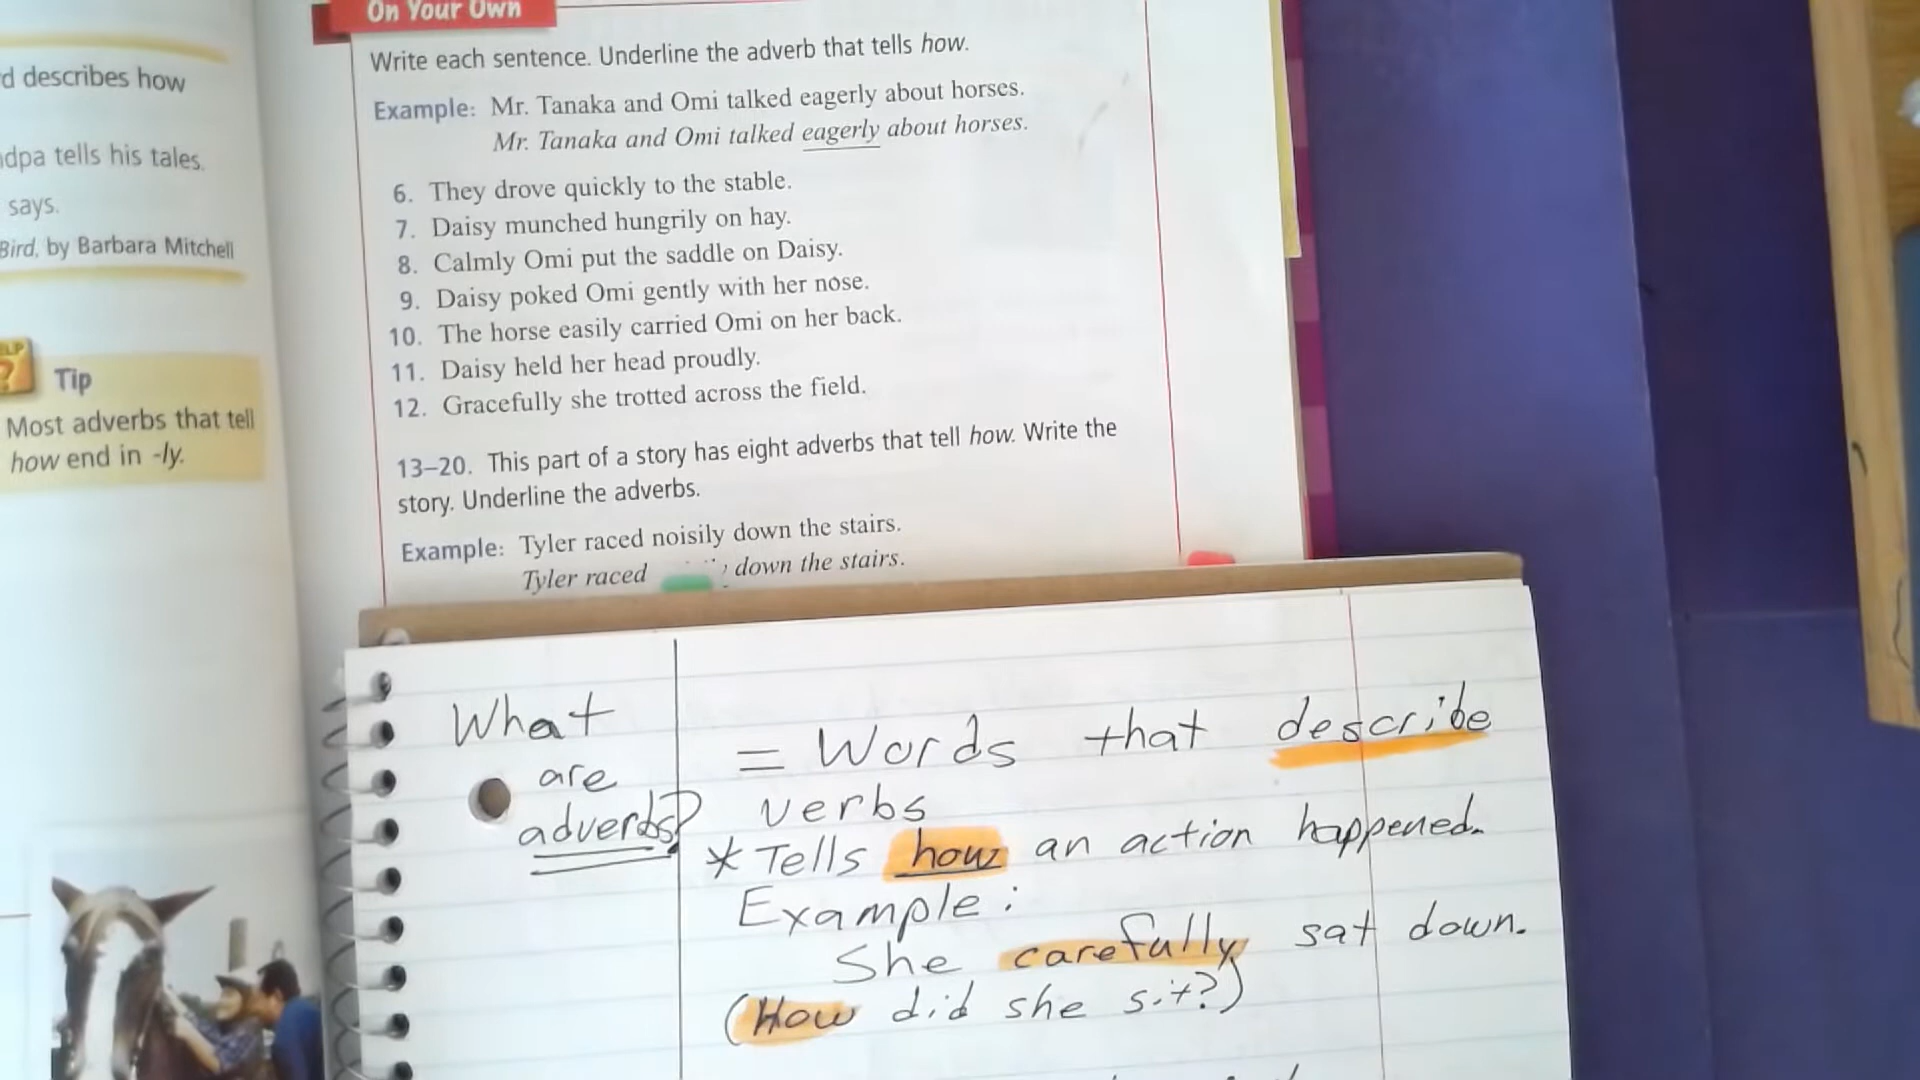 d describes how
dpa tells his tales.
says.
Bird, by Barbara Mitchell
Tip
Most adverbs that tell
how end in -ly.
On Your Own
Write each sentence. Underline the adverb that tells how.
Example: Mr. Tanaka and Omi talked eagerly about horses.
Mr. Tanaka and Omi talked eagerly about horses.
6. They drove quickly to the stable.
7. Daisy munched hungrily on hay.
8. Calmly Omi put the saddle on Daisy.
9. Daisy poked Omi gently with her nose.
10. The horse easily carried Omi on her back.
11. Daisy held her head proudly.
12. Gracefully she trotted across the field.
13–20. This part of a story has eight adverbs that tell how. Write the
story. Underline the adverbs.
Example: Tyler raced noisily down the stairs.
Tyler raced down the stairs.
What
are
adverbs?
= Words that describe
verbs
* Tells how an action happened.
Example:
She carefully sat down.
(How did she sit?)